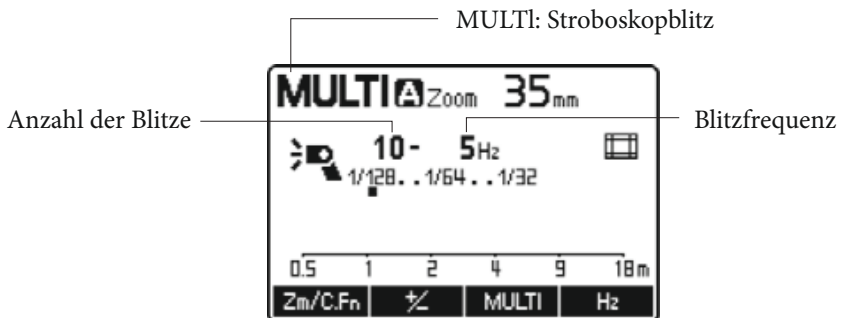 MULTl: Stroboskopblitz
MULTI A Zoom 35mm
Anzahl der Blitze
10- 5Hz
Blitzfrequenz
1/128. . 1/64 . . 1/32
0.5 1 2 4 9 18m
Zm/C.Fn +/- MULTI Hz